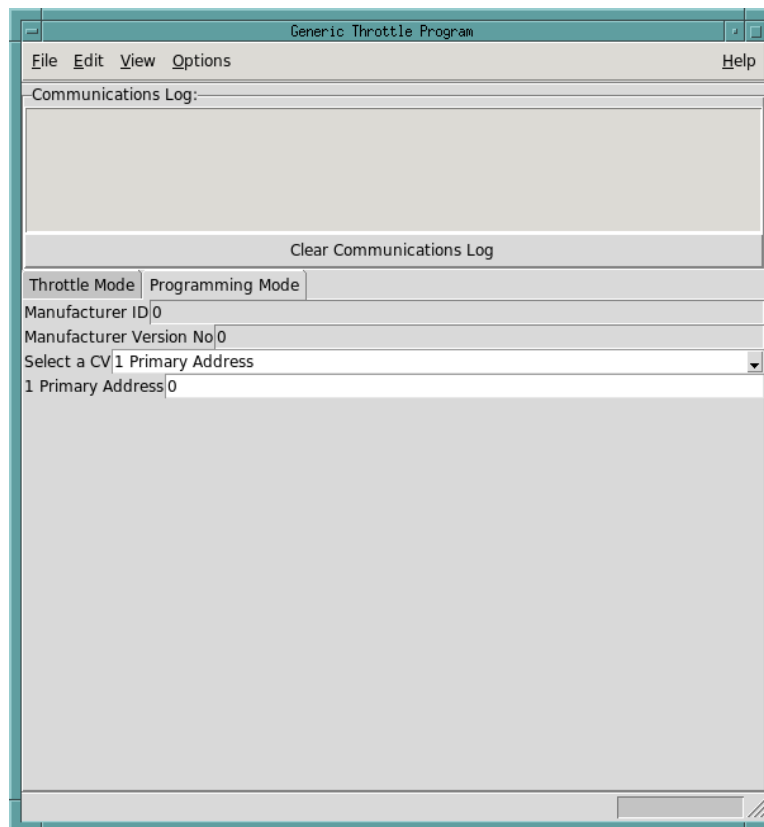 Generic Throttle Program
File Edit View Options Help
Communications Log:
Clear Communications Log
Throttle Mode Programming Mode
Manufacturer ID 0
Manufacturer Version No 0
Select a CV 1 Primary Address
1 Primary Address 0